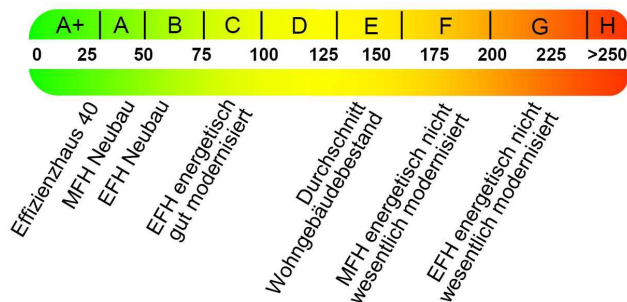 A+ A B C D E F G H
0 25 50 75 100 125 150 175 200 225 >250
Effizienzhaus 40
MFH Neubau
EFH Neubau
EFH energetisch
gut modernisiert
Durchschnitt
Wohngebäudebestand
MFH energetisch nicht
wesentlich modernisiert
EFH energetisch nicht
wesentlich modernisiert